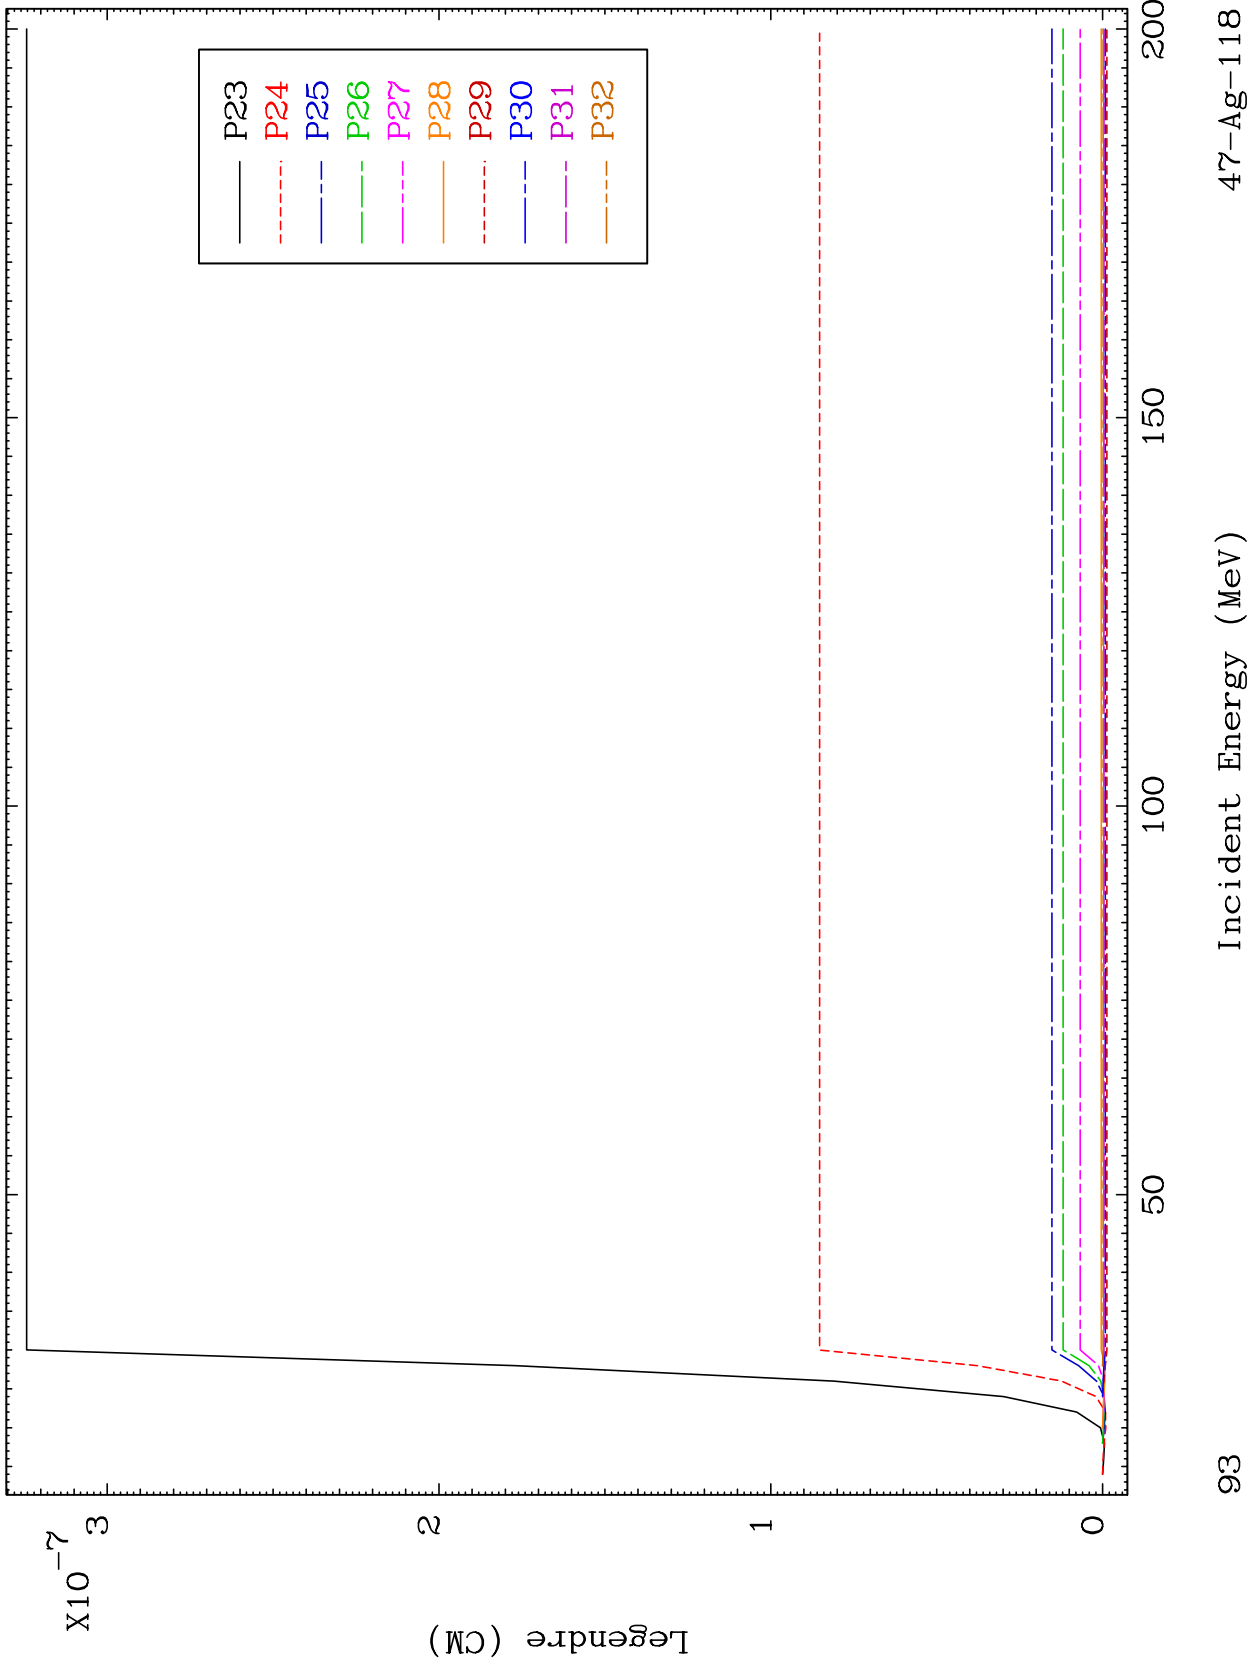 X10-7
Legendre (CM)
3
2
1
0
P23
P24
P25
P26
P27
P28
P29
P30
P31
P32
50
100
150
200
93
Incident Energy (MeV)
47-Ag-118